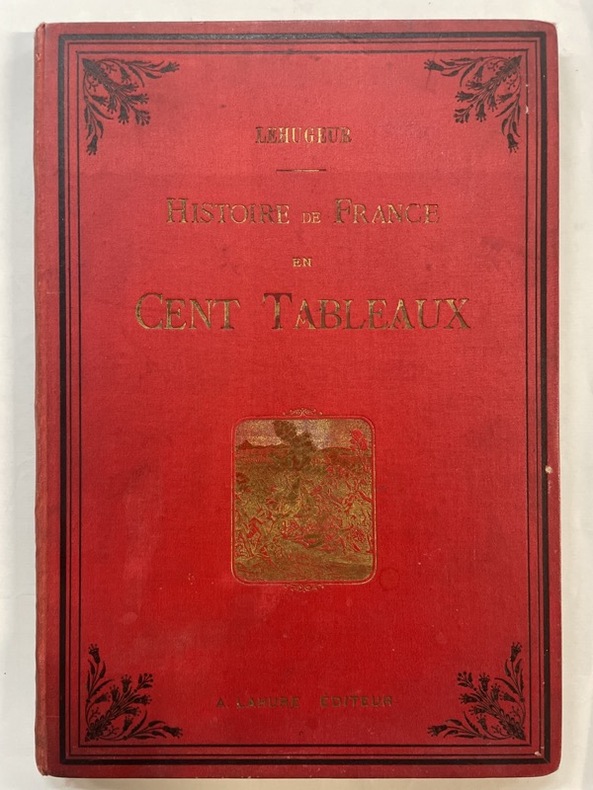 LEHUGEUR
HISTOIRE DE FRANCE
EN
CENT TABLEAUX
A. LAHURE ÉDITEUR